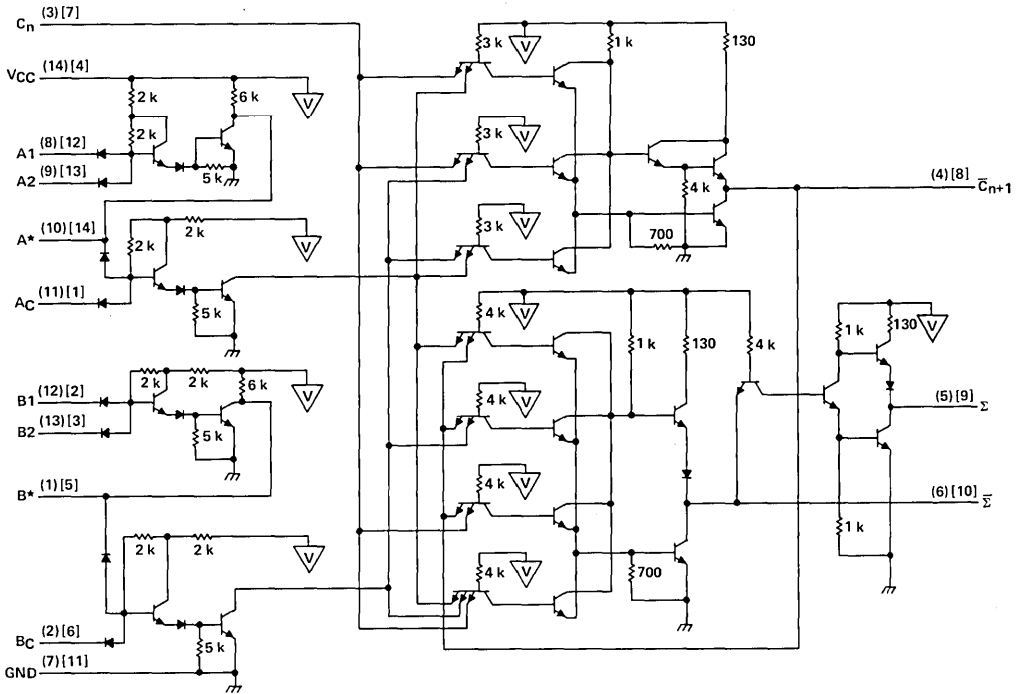 Cn (3)[7]
VCC (14)[4]
2 k
6 k
V
2 k
A1 (8)[12]
A2 (9)[13]
5 k
A* (10)[14]
2 k
2 k
V
AC (11)[1]
5 k
2 k
2 k
6 k
V
B1 (12)[2]
B2 (13)[3]
5 k
B* (1)[5]
2 k
2 k
V
BC (2)[6]
5 k
GND (7)[11]
3 k
V
1 k
130
3 k
V
4 k
(4)[8] C̅n+1
3 k
V
700
4 k
V
1 k
130
4 k
1 k
130
V
4 k
V
(5)[9] Σ
4 k
V
(6)[10] Σ̅
1 k
4 k
V
700